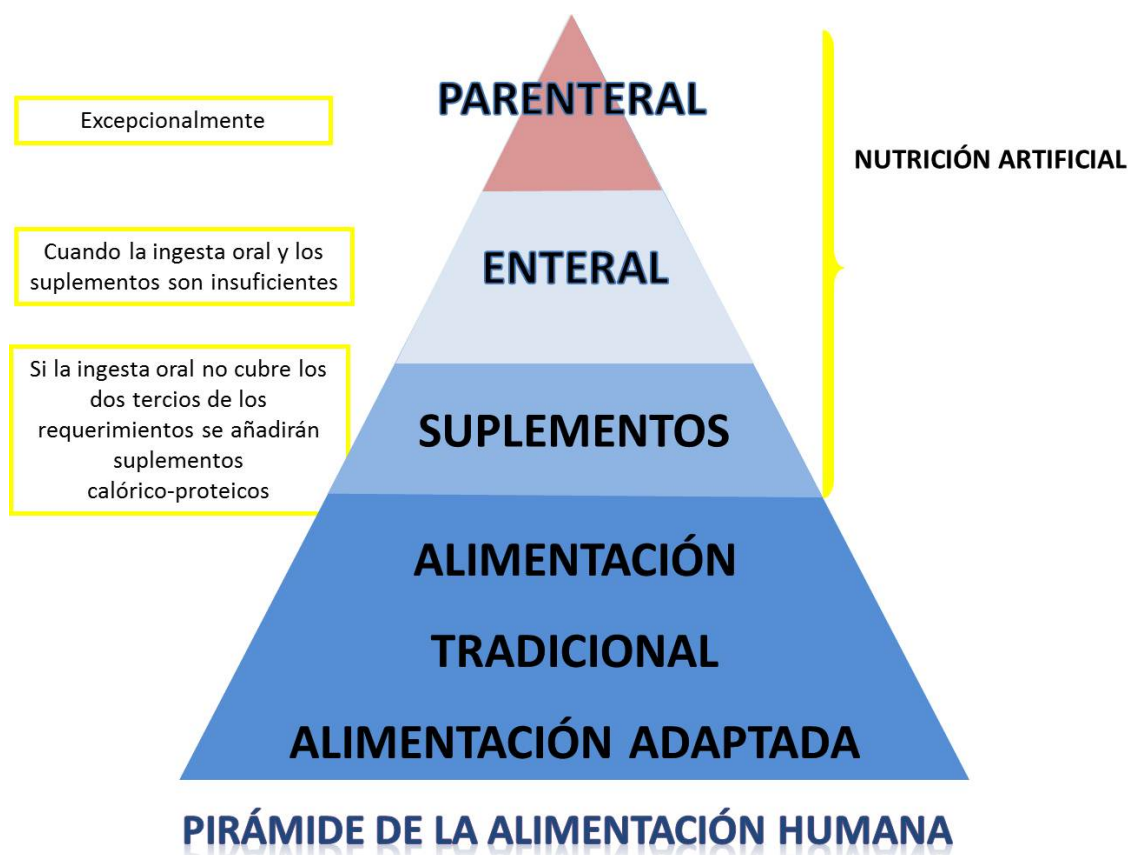 PARENTERAL
Excepcionalmente
NUTRICIÓN ARTIFICIAL
Cuando la ingesta oral y los
suplementos son insuficientes
ENTERAL
Si la ingesta oral no cubre los
dos tercios de los
requerimientos se añadirán
suplementos
calórico-proteicos
SUPLEMENTOS
ALIMENTACIÓN
TRADICIONAL
ALIMENTACIÓN ADAPTADA
PIRÁMIDE DE LA ALIMENTACIÓN HUMANA